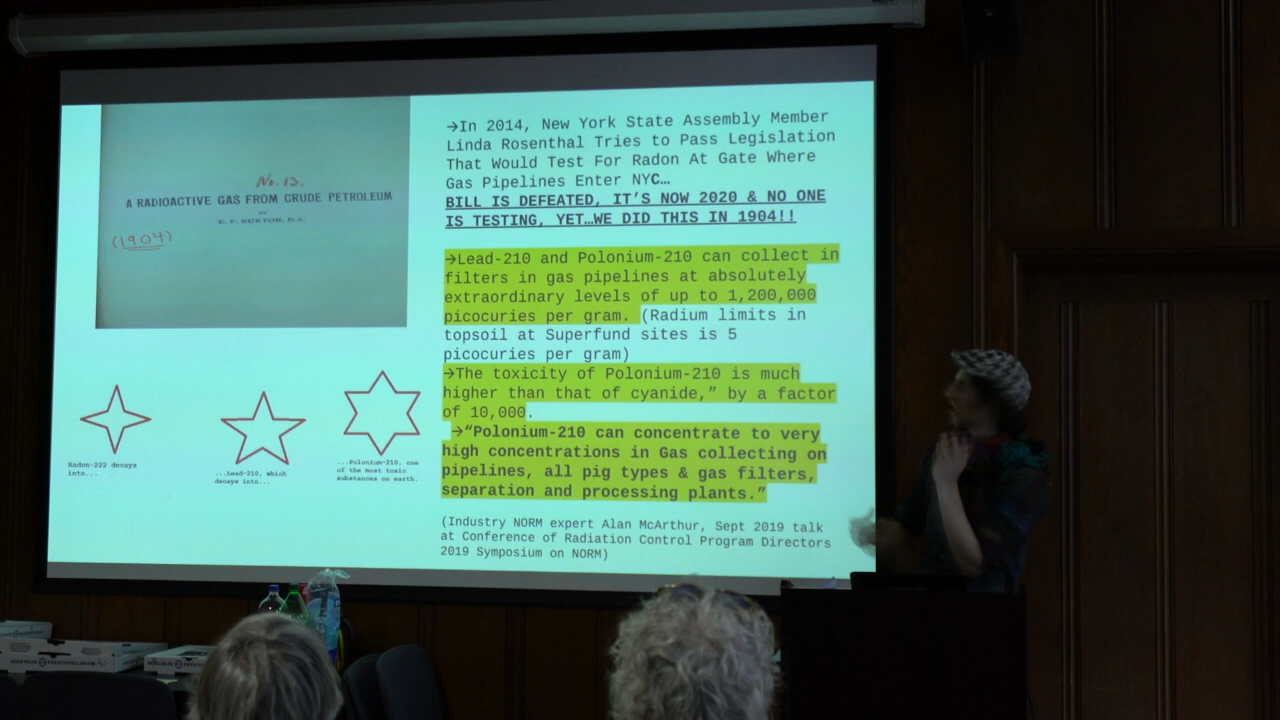 No. 13.
A RADIOACTIVE GAS FROM CRUDE PETROLEUM
BY
E. F. BURTON, B.A.
(1904)
Radon-222 decays
into...
...Lead-210, which
decays into...
...Polonium-210, one
of the most toxic
substances on earth.
→In 2014, New York State Assembly Member
Linda Rosenthal Tries to Pass Legislation
That Would Test For Radon At Gate Where
Gas Pipelines Enter NYC…
BILL IS DEFEATED, IT’S NOW 2020 & NO ONE
IS TESTING, YET…WE DID THIS IN 1904!!
→Lead-210 and Polonium-210 can collect in
filters in gas pipelines at absolutely
extraordinary levels of up to 1,200,000
picocuries per gram. (Radium limits in
topsoil at Superfund sites is 5
picocuries per gram)
→The toxicity of Polonium-210 is much
higher than that of cyanide,” by a factor
of 10,000.
→“Polonium-210 can concentrate to very
high concentrations in Gas collecting on
pipelines, all pig types & gas filters,
separation and processing plants.”
(Industry NORM expert Alan McArthur, Sept 2019 talk
at Conference of Radiation Control Program Directors
2019 Symposium on NORM)